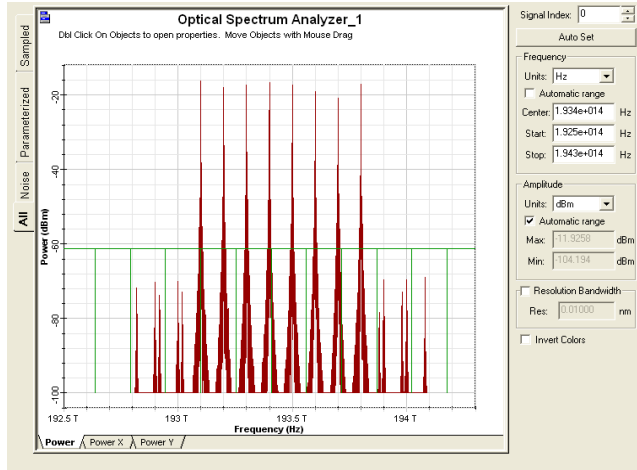 Optical Spectrum Analyzer_1
Dbl Click On Objects to open properties. Move Objects with Mouse Drag
Sampled
Parameterized
Noise
All
Power (dBm)
-20
-40
-60
-80
-100
192.5 T
193 T
193.5 T
194 T
Frequency (Hz)
Power
Power X
Power Y
Signal Index: 0
Auto Set
Frequency
Units: Hz
Automatic range
Center: 1.934e+014 Hz
Start: 1.925e+014 Hz
Stop: 1.943e+014 Hz
Amplitude
Units: dBm
Automatic range
Max: -11.9258 dBm
Min: -104.194 dBm
Resolution Bandwidth
Res: 0.01000 nm
Invert Colors